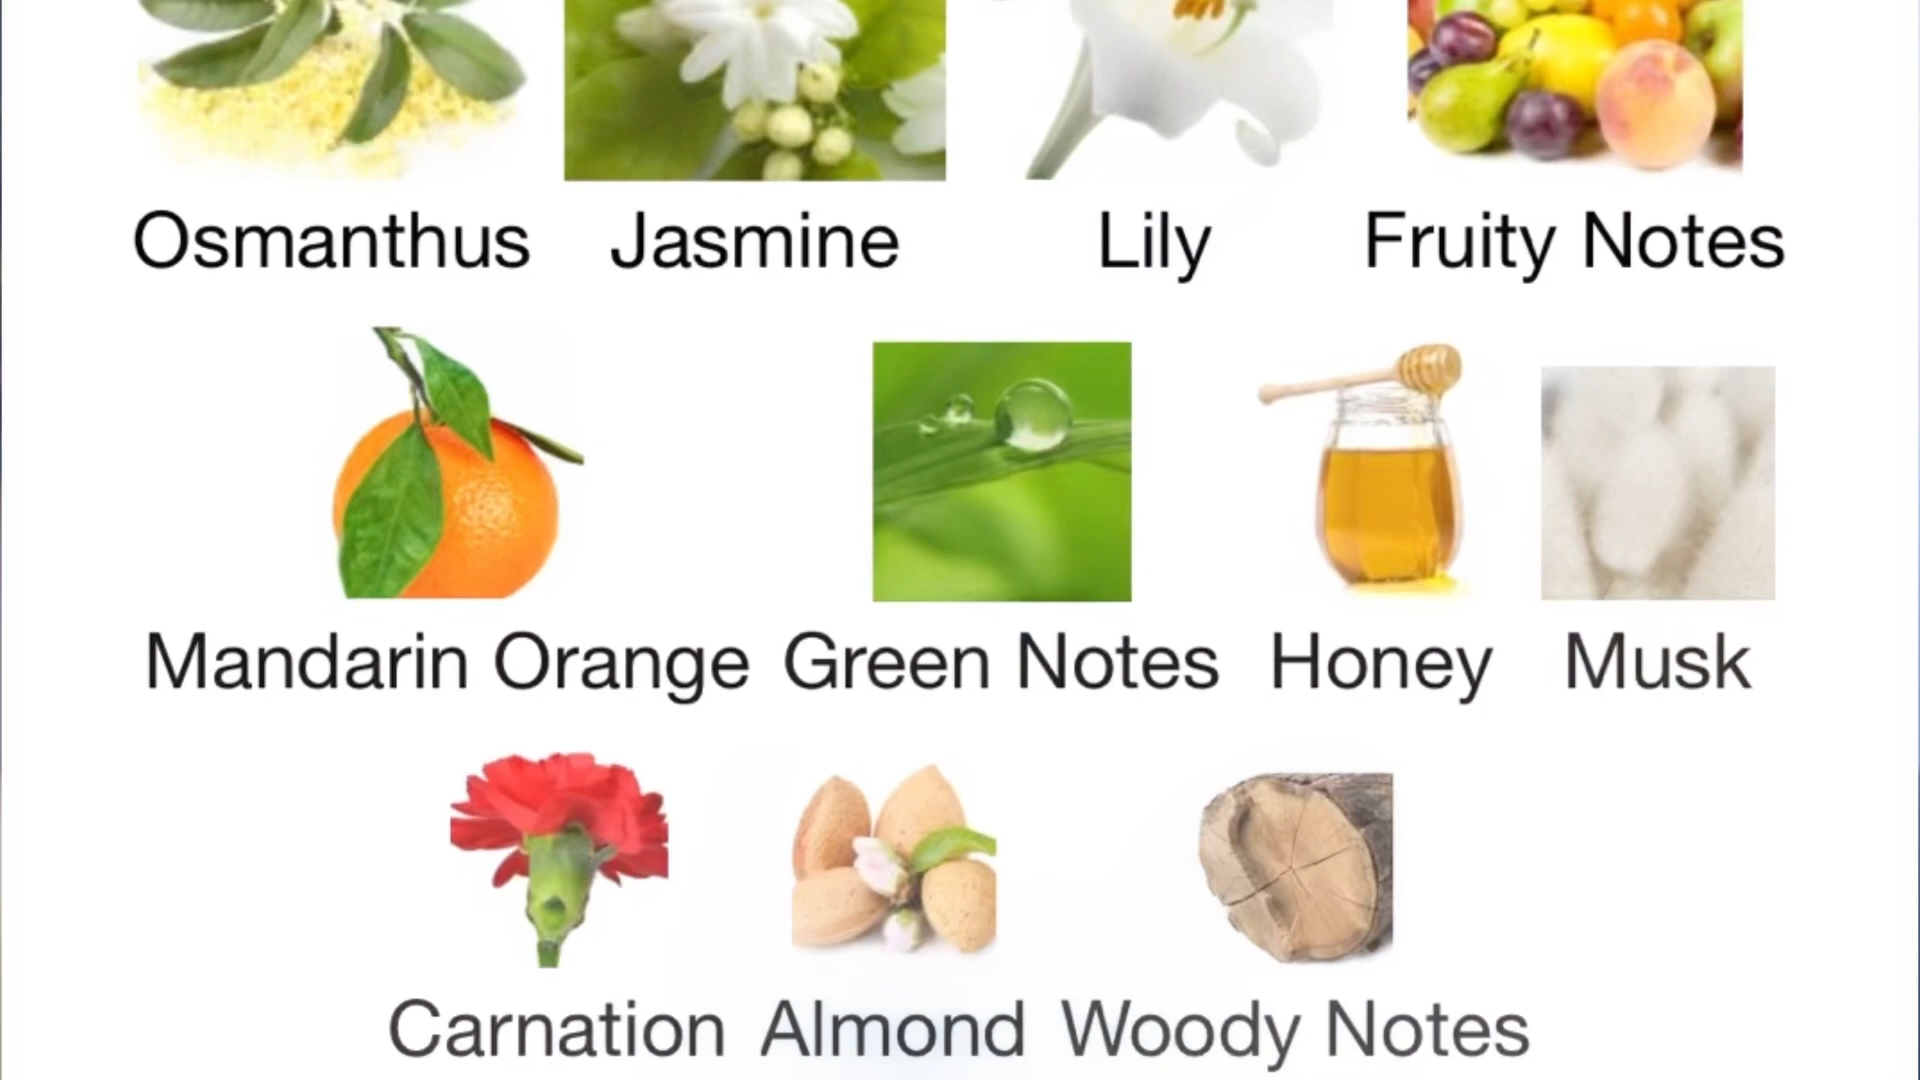 Osmanthus Jasmine Lily Fruity Notes
Mandarin Orange Green Notes Honey Musk
Carnation Almond Woody Notes